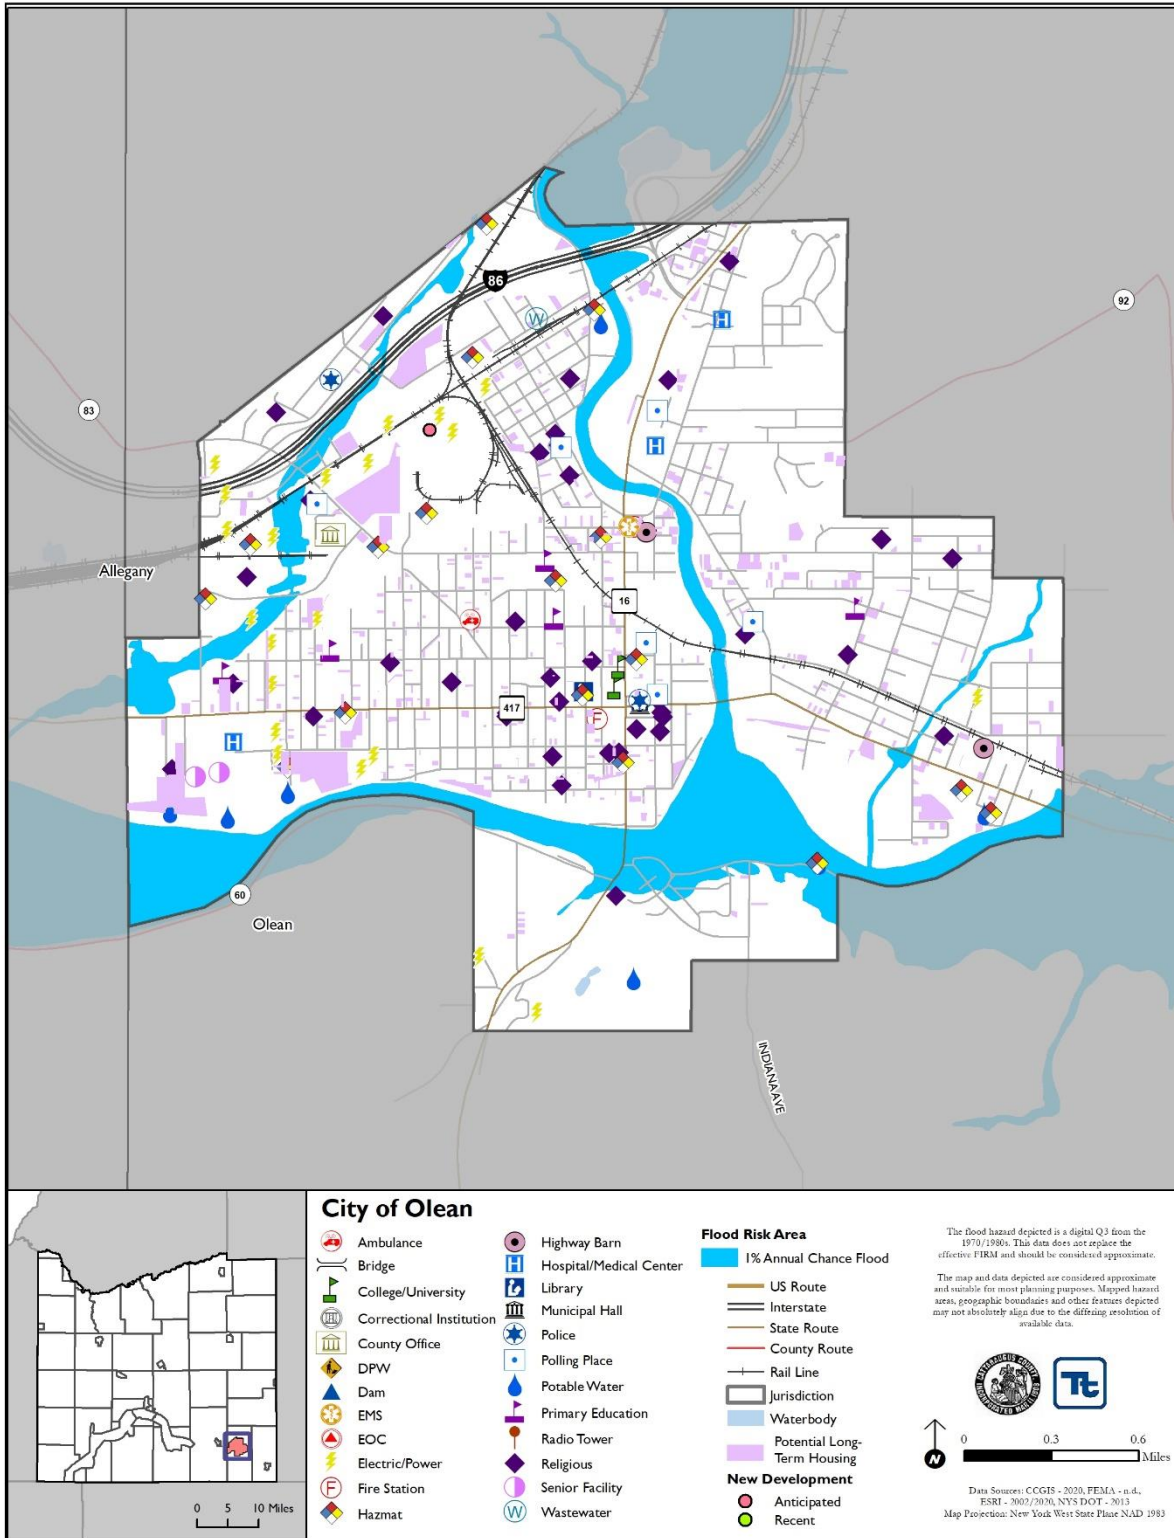 86
92
83
Allegany
16
417
60
Olean
INDIANA AVE
City of Olean
Ambulance
Bridge
College/University
Correctional Institution
County Office
DPW
Dam
EMS
EOC
Electric/Power
Fire Station
Hazmat
Highway Barn
Hospital/Medical Center
Library
Municipal Hall
Police
Polling Place
Potable Water
Primary Education
Radio Tower
Religious
Senior Facility
Wastewater
Flood Risk Area
1% Annual Chance Flood
US Route
Interstate
State Route
County Route
Rail Line
Jurisdiction
Waterbody
Potential Long-
Term Housing
New Development
Anticipated
Recent
The flood hazard depicted is a digital Q3 from the
1970/1980s. This data does not replace the
effective FIRM and should be considered approximate.
The map and data depicted are considered approximate
and suitable for most planning purposes. Mapped hazard
areas, geographic boundaries and other features depicted
may not absolutely align due to the differing resolution of
available data.
Tt
N
0 0.3 0.6
Miles
Data Sources: CCGIS - 2020, FEMA - n.d.,
ESRI - 2002/2020, NYS DOT - 2013
Map Projection: New York West State Plane NAD 1983
0 5 10 Miles